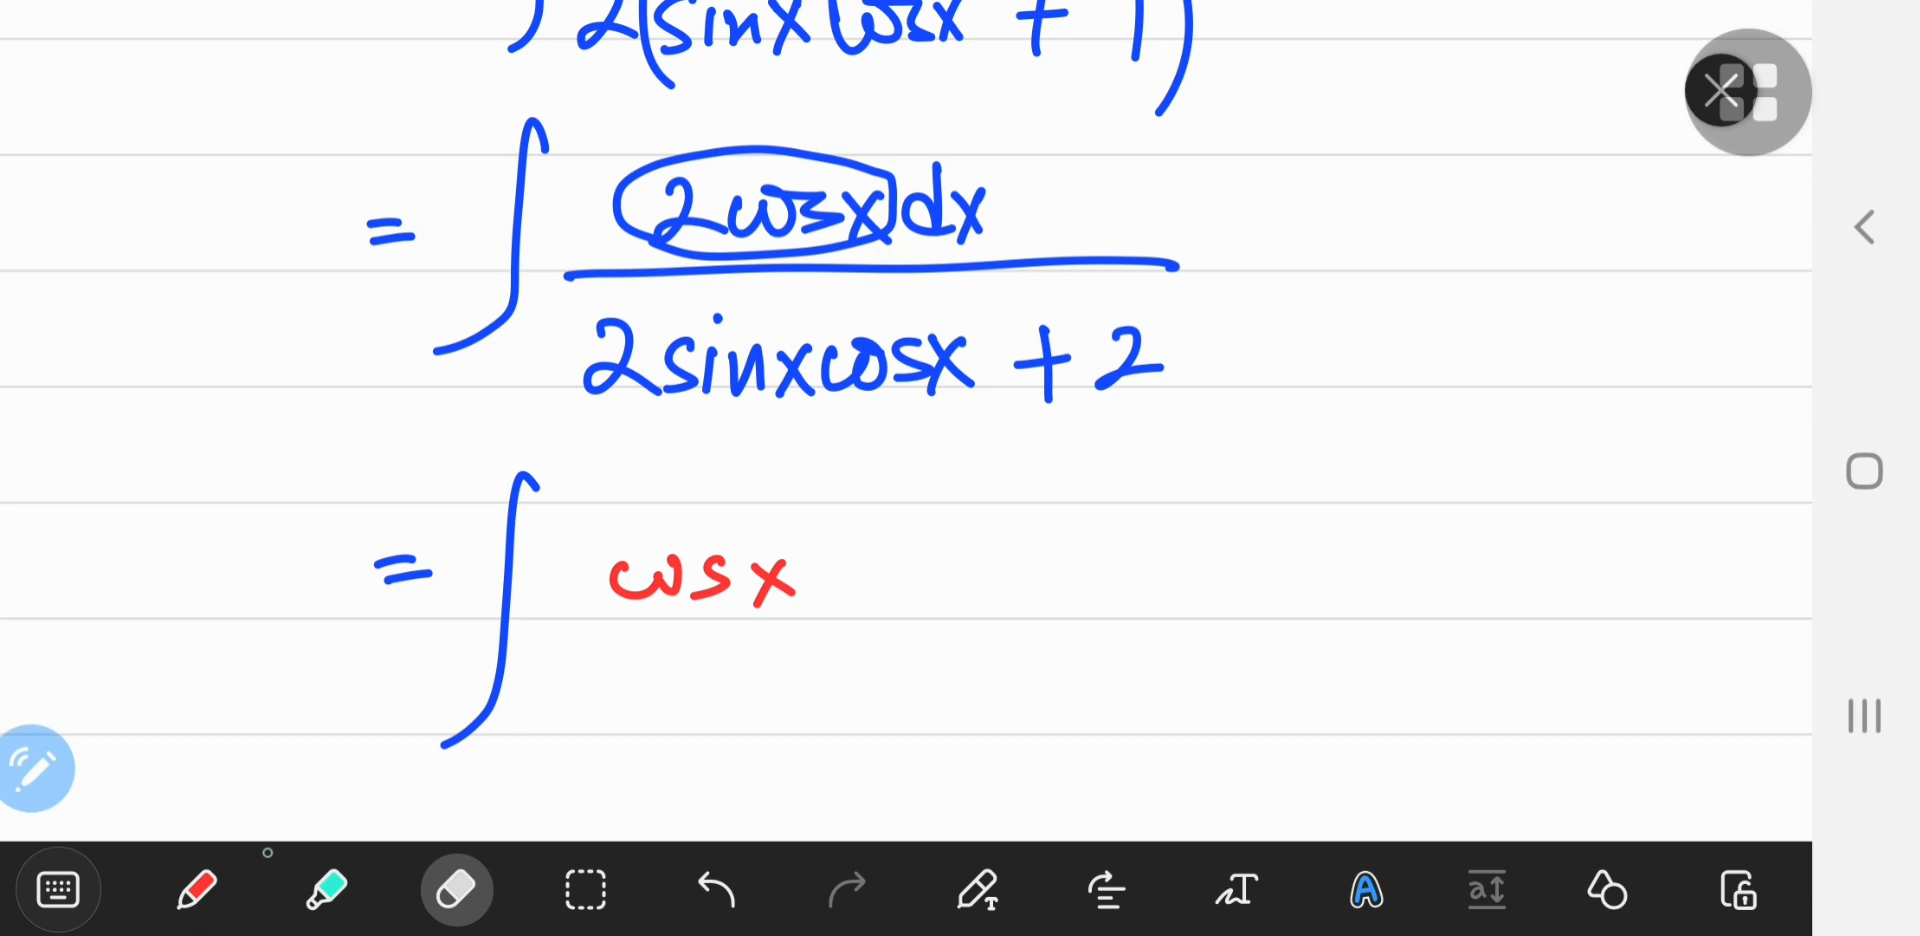 ∫ 2(sinx cosx + 1)
= ∫ 2cosx dx
2sinxcosx + 2
= ∫ cosx